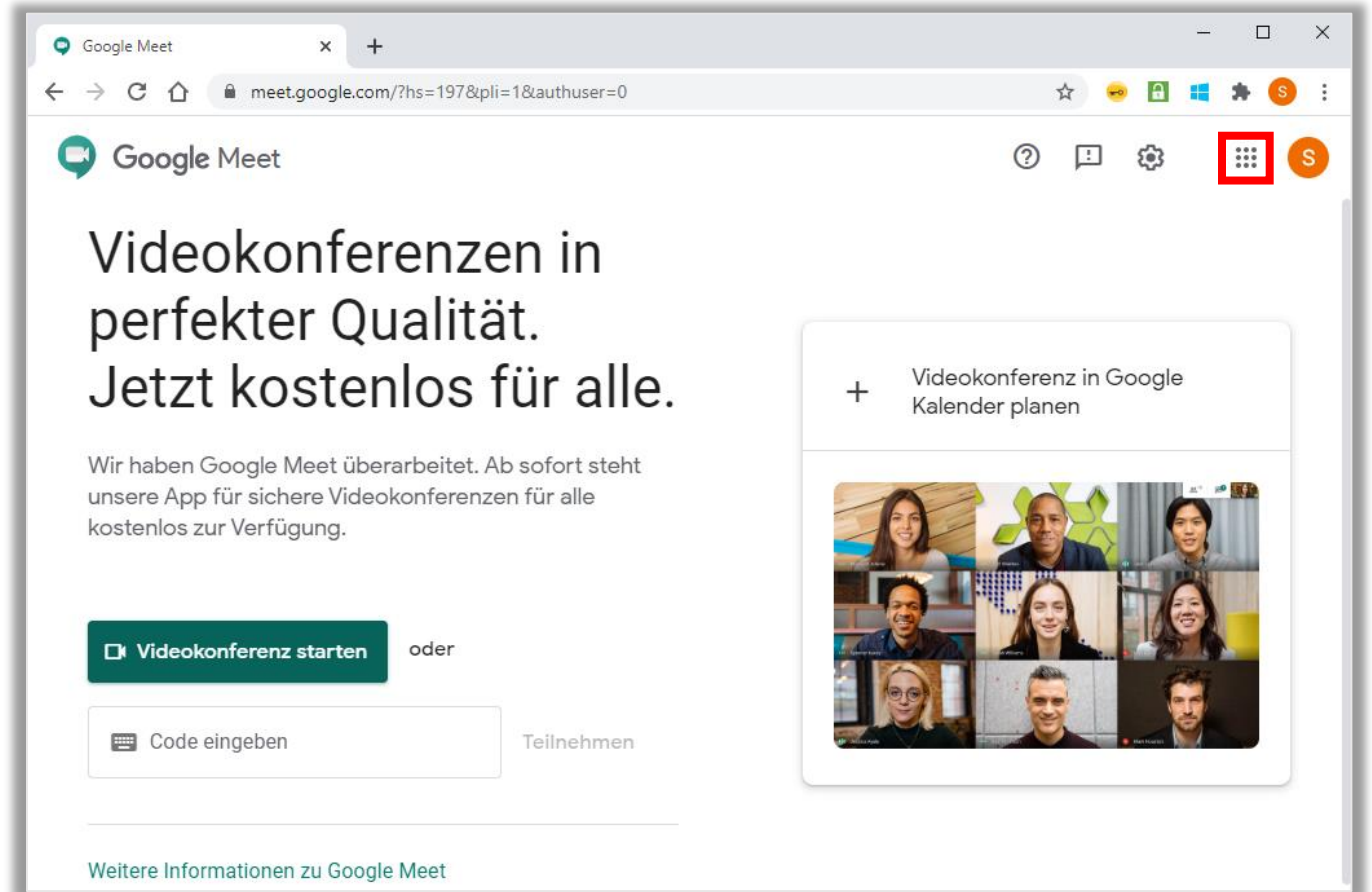 Google Meet
meet.google.com/?hs=197&pli=1&authuser=0
S
Google Meet
S
Videokonferenzen in
perfekter Qualität.
Jetzt kostenlos für alle.
Wir haben Google Meet überarbeitet. Ab sofort steht
unsere App für sichere Videokonferenzen für alle
kostenlos zur Verfügung.
Videokonferenz starten
oder
Code eingeben
Teilnehmen
Weitere Informationen zu Google Meet
Videokonferenz in Google
Kalender planen